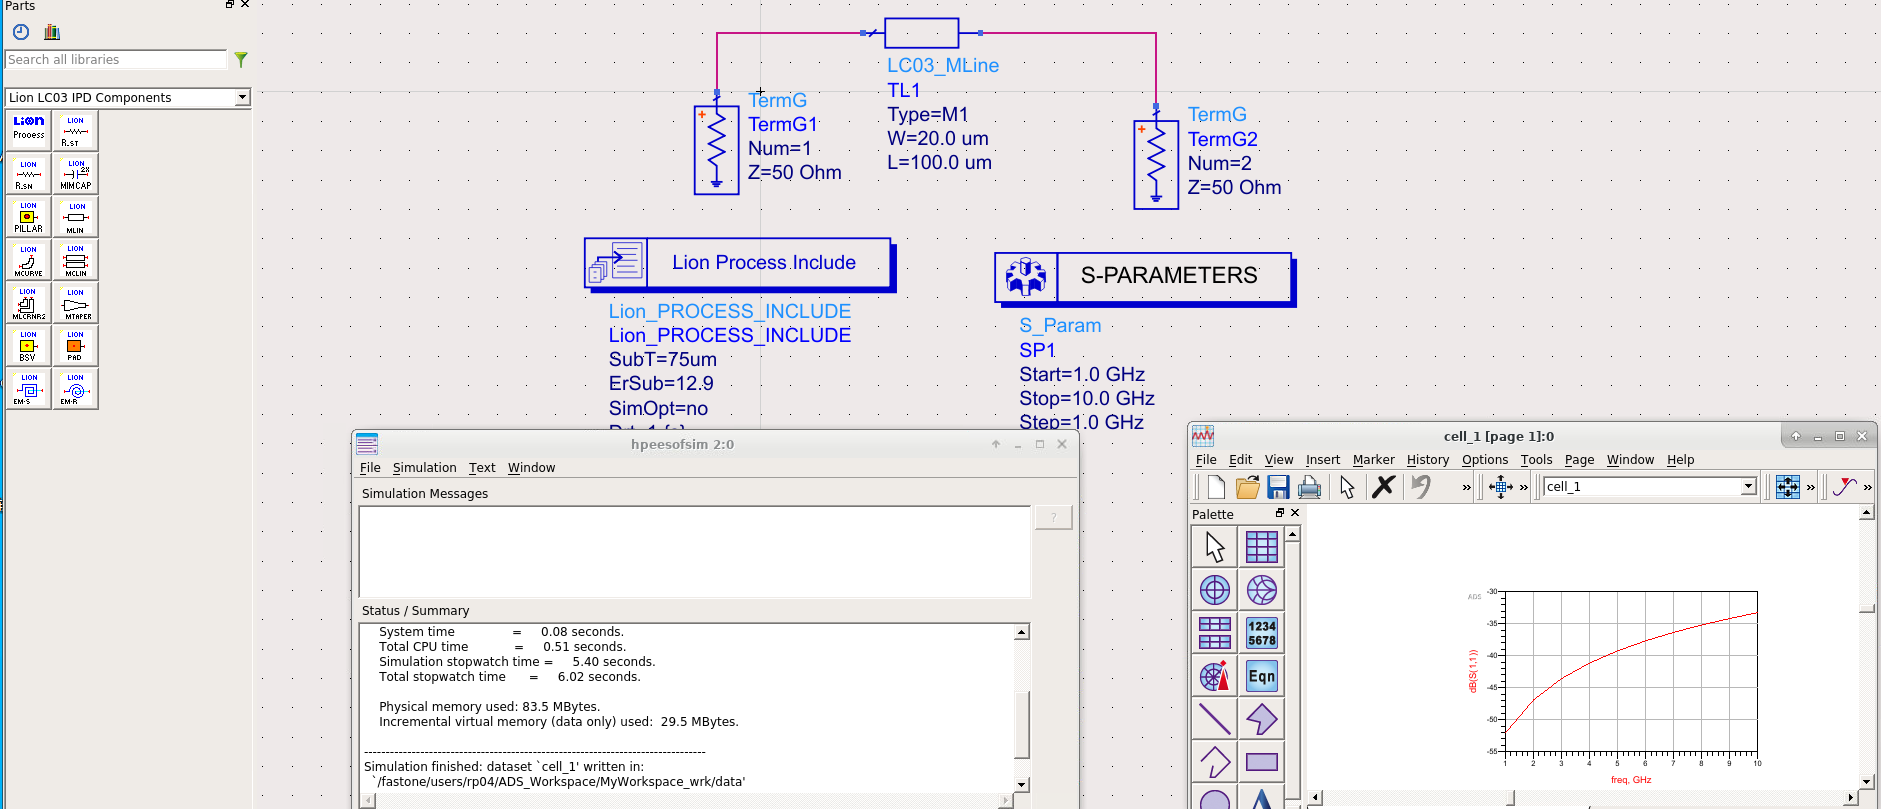 Parts
Search all libraries
Lion LC03 IPD Components
Lion
Process
LION
R_ST
LION
R_SN
LION
2X
MIMCAP
LION
PILLAR
LION
MLIN
LION
MCURVE
LION
MCLIN
LION
MLCRNR2
LION
MTAPER
LION
BSV
LION
PAD
LION
EM-S
LION
EM-R
LC03_MLine
TL1
Type=M1
W=20.0 um
L=100.0 um
TermG
TermG1
Num=1
Z=50 Ohm
TermG
TermG2
Num=2
Z=50 Ohm
Lion Process Include
Lion_PROCESS_INCLUDE
Lion_PROCESS_INCLUDE
SubT=75um
ErSub=12.9
SimOpt=no
S-PARAMETERS
S_Param
SP1
Start=1.0 GHz
Stop=10.0 GHz
Step=1.0 GHz
hpeesofsim 2:0
File Simulation Text Window
Simulation Messages
?
Status / Summary
System time = 0.08 seconds.
Total CPU time = 0.51 seconds.
Simulation stopwatch time = 5.40 seconds.
Total stopwatch time = 6.02 seconds.
Physical memory used: 83.5 MBytes.
Incremental virtual memory (data only) used: 29.5 MBytes.
--------------------------------------------------------------------------------
Simulation finished: dataset `cell_1' written in:
`/fastone/users/rp04/ADS_Workspace/MyWorkspace_wrk/data'
cell_1 [page 1]:0
File Edit View Insert Marker History Options Tools Page Window Help
» » cell_1 » »
Palette
1234
5678
Eqn
A
ADS
-30
-35
-40
-45
-50
-55
dB(S(1,1))
1 2 3 4 5 6 7 8 9 10
freq, GHz